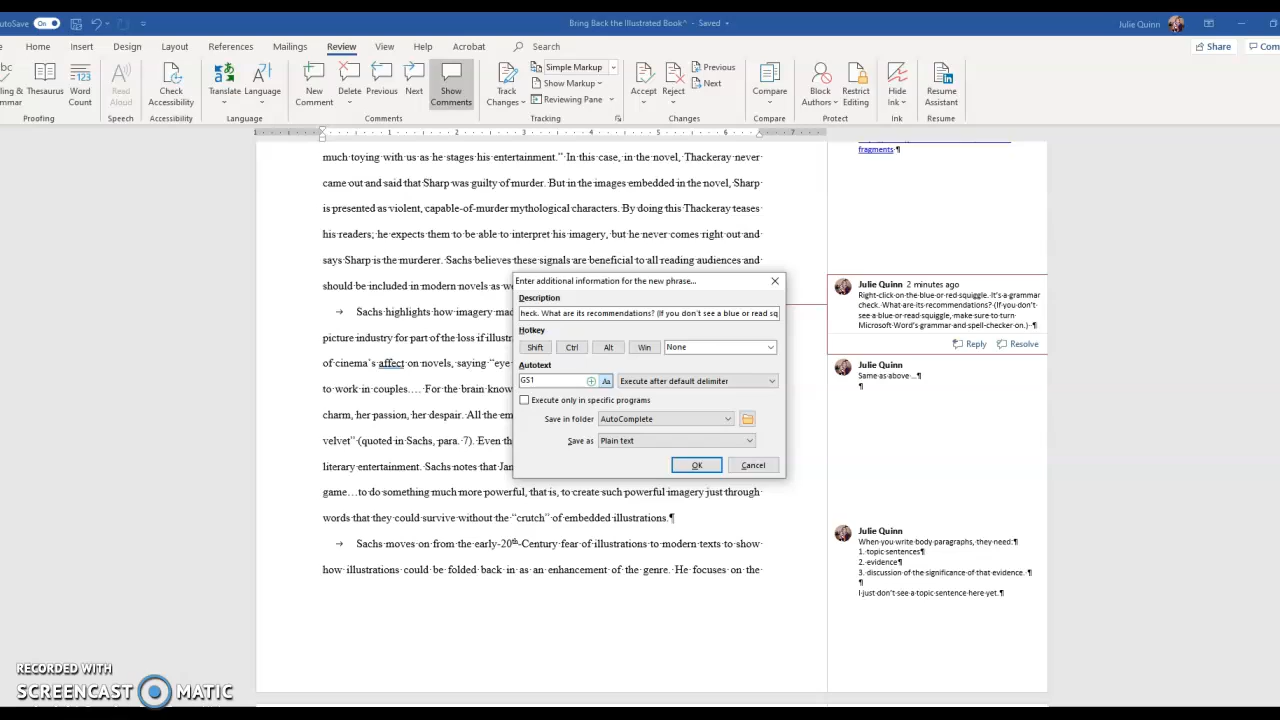 AutoSave On Bring Back the Illustrated Book^ - Saved Julie Quinn
Home Insert Design Layout References Mailings Review View Help Acrobat Search Share Com
Thesaurus Word Count Read Aloud Check Accessibility Translate Language New Comment Delete Previous Next Show Comments Track Changes Simple Markup Show Markup Reviewing Pane Accept Reject Previous Next Compare Block Authors Restrict Editing Hide Ink Resume Assistant
Proofing Speech Accessibility Language Comments Tracking Changes Compare Protect Ink Resume
1 1 2 3 4 5 6 7
fragments ¶
much toying with us as he stages his entertainment.” In this case, in the novel, Thackeray never
came out and said that Sharp was guilty of murder. But in the images embedded in the novel, Sharp
is presented as violent, capable-of-murder mythological characters. By doing this Thackeray teases
his readers; he expects them to be able to interpret his imagery, but he never comes right out and
says Sharp is the murderer. Sachs believes these signals are beneficial to all reading audiences and
should be included in modern novels as w
Sachs highlights how imagery mad
picture industry for part of the loss if illustr
of cinema’s affect on novels, saying “eye
to work in couples…. For the brain know
charm, her passion, her despair. All the em
velvet” (quoted in Sachs, para. 7). Even th
literary entertainment. Sachs notes that Jan
game…to do something much more powerful, that is, to create such powerful imagery just through
words that they could survive without the “crutch” of embedded illustrations.¶
Sachs moves on from the early-20th-Century fear of illustrations to modern texts to show
how illustrations could be folded back in as an enhancement of the genre. He focuses on the
Enter additional information for the new phrase...
Description
heck. What are its recommendations? (If you don't see a blue or read sq
Hotkey
Shift Ctrl Alt Win None
Autotext
GS1 Aa Execute after default delimiter
Execute only in specific programs
Save in folder AutoComplete
Save as Plain text
OK Cancel
Julie Quinn 2 minutes ago
Right-click on the blue or red squiggle. It's a grammar
check. What are its recommendations? (If you don't
see a blue or read squiggle, make sure to turn
Microsoft Word's grammar and spell-checker on.) ¶
Reply Resolve
Julie Quinn
Same as above ...¶
¶
Julie Quinn
When you write body paragraphs, they need:¶
1. topic sentences¶
2. evidence¶
3. discussion of the significance of that evidence. ¶
¶
I just don't see a topic sentence here yet.¶
RECORDED WITH
SCREENCAST MATIC